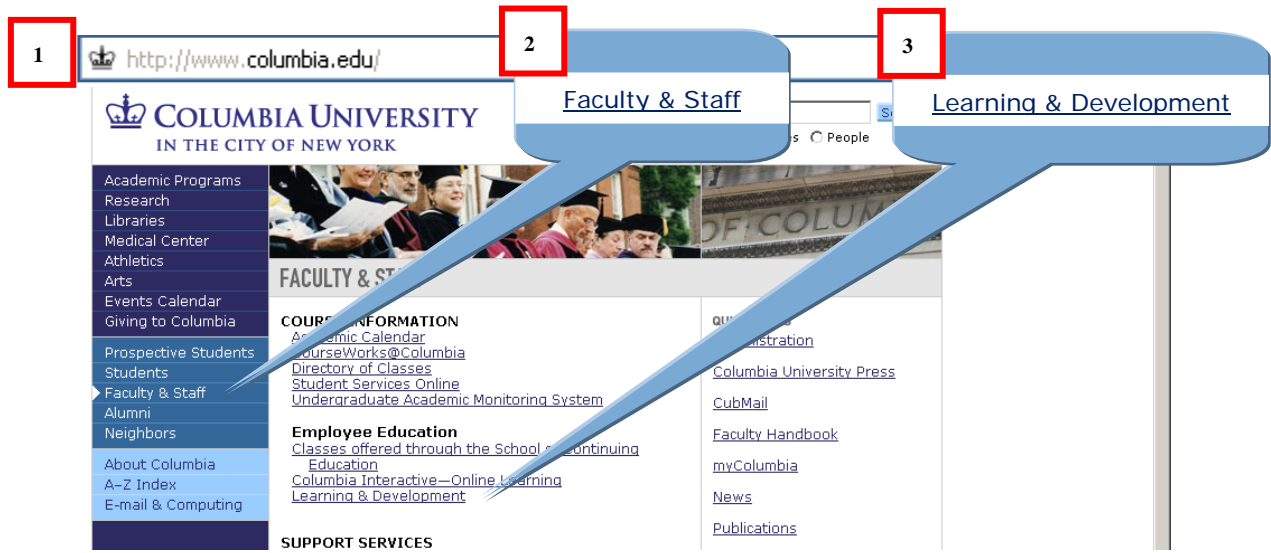 1
http://www.columbia.edu/
2
Faculty & Staff
3
Learning & Development
COLUMBIA UNIVERSITY
IN THE CITY OF NEW YORK
People
Academic Programs
Research
Libraries
Medical Center
Athletics
Arts
Events Calendar
Giving to Columbia
Prospective Students
Students
Faculty & Staff
Alumni
Neighbors
About Columbia
A–Z Index
E-mail & Computing
OF COLUM
FACULTY &
COURSE INFORMATION
Academic Calendar
CourseWorks@Columbia
Directory of Classes
Student Services Online
Undergraduate Academic Monitoring System
Employee Education
Classes offered through the School of Continuing
Education
Columbia Interactive—Online Learning
Learning & Development
SUPPORT SERVICES
Columbia University Press
CubMail
Faculty Handbook
myColumbia
News
Publications